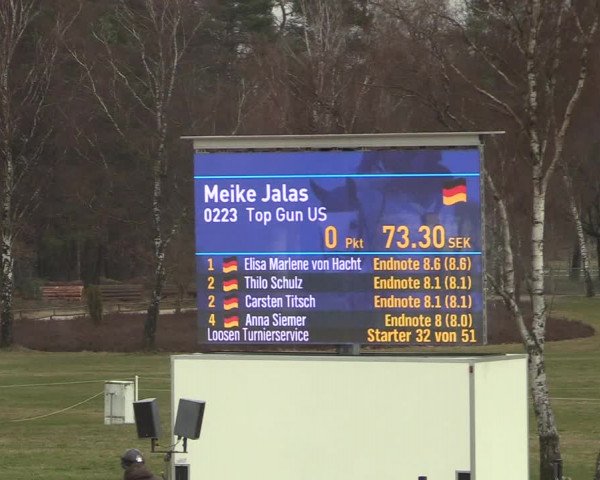 Meike Jalas
0223 Top Gun US
0 Pkt 73.30 SEK
1 Elisa Marlene von Hacht Endnote 8.6 (8.6)
2 Thilo Schulz Endnote 8.1 (8.1)
2 Carsten Titsch Endnote 8.1 (8.1)
4 Anna Siemer Endnote 8 (8.0)
Loosen Turnierservice Starter 32 von 51